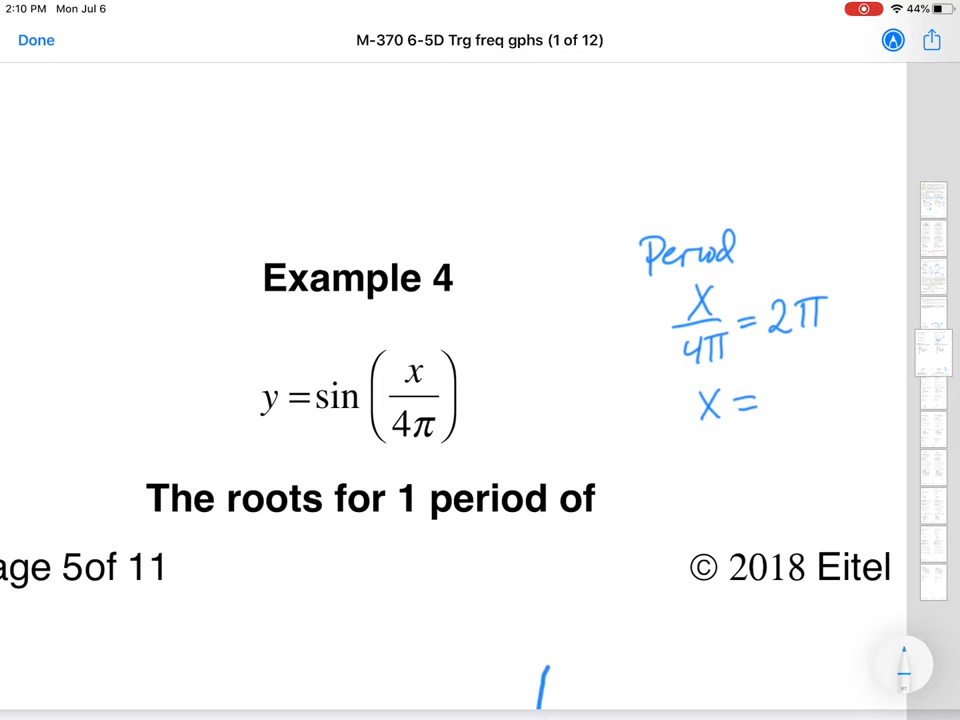 2:10 PM Mon Jul 6 44%
Done M-370 6-5D Trg freq gphs (1 of 12)
Period
Example 4
x/4π = 2π
y = sin(x/4π)
x =
The roots for 1 period of
age 5of 11 © 2018 Eitel